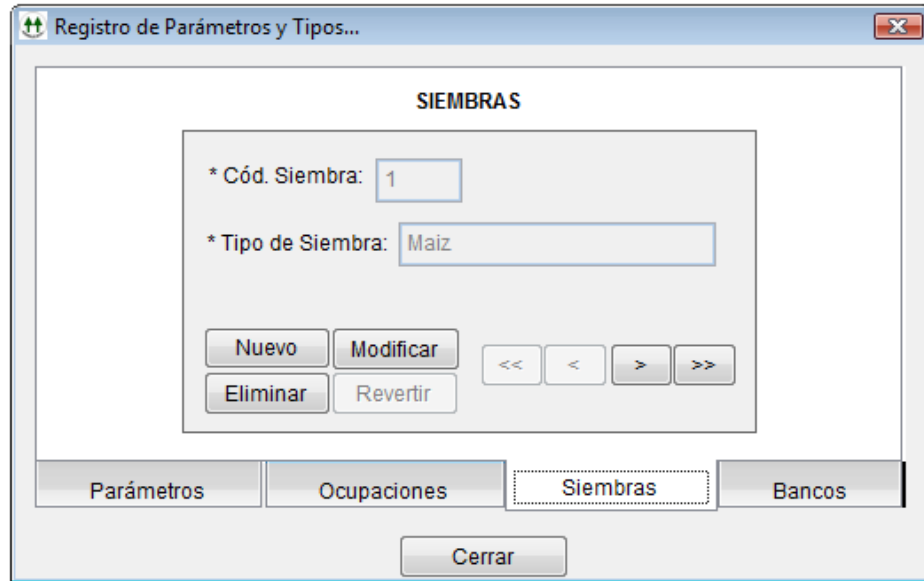 Registro de Parámetros y Tipos...
SIEMBRAS
* Cód. Siembra: 1
* Tipo de Siembra: Maiz
Nuevo Modificar << < > >>
Eliminar Revertir
Parámetros Ocupaciones Siembras Bancos
Cerrar